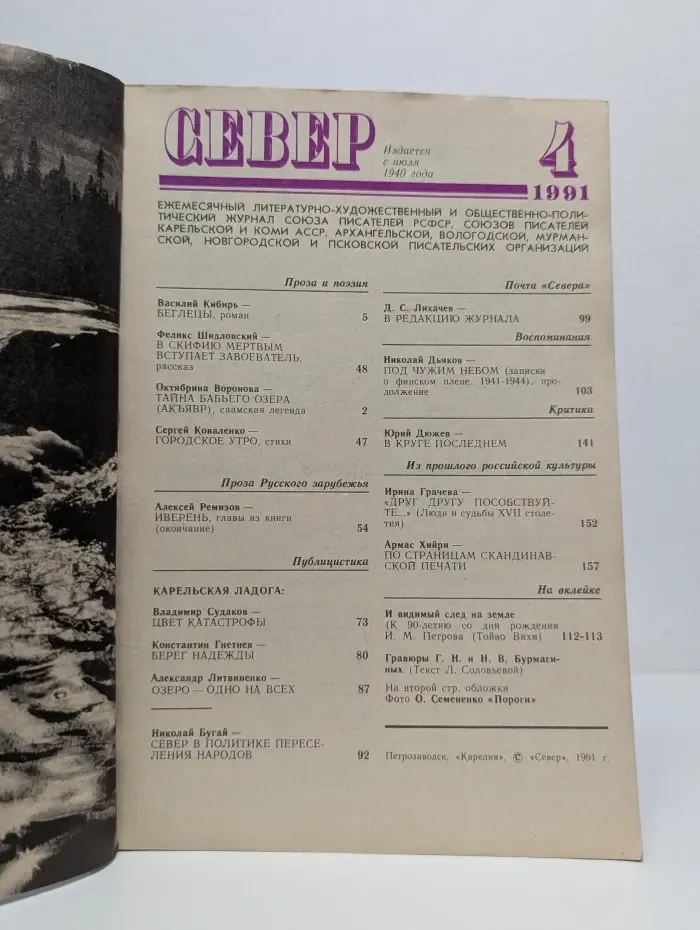 СЕВЕР
Издается
с июля
1940 года
4
1991
ЕЖЕМЕСЯЧНЫЙ ЛИТЕРАТУРНО-ХУДОЖЕСТВЕННЫЙ И ОБЩЕСТВЕННО-ПОЛИ-
ТИЧЕСКИЙ ЖУРНАЛ СОЮЗА ПИСАТЕЛЕЙ РСФСР, СОЮЗОВ ПИСАТЕЛЕЙ
КАРЕЛЬСКОЙ И КОМИ АССР, АРХАНГЕЛЬСКОЙ, ВОЛОГОДСКОЙ, МУРМАН-
СКОЙ, НОВГОРОДСКОЙ И ПСКОВСКОЙ ПИСАТЕЛЬСКИХ ОРГАНИЗАЦИЙ
Проза и поэзия
Василий Кибирь —
БЕГЛЕЦЫ, роман 5
Феликс Шидловский —
В СКИФИЮ МЕРТВЫМ
ВСТУПАЕТ ЗАВОЕВАТЕЛЬ,
рассказ 48
Октябрина Воронова —
ТАЙНА БАБЬЕГО ОЗЕРА
(АКЪЯВР), саамская легенда 2
Сергей Коваленко —
ГОРОДСКОЕ УТРО, стихи 47
Проза Русского зарубежья
Алексей Ремизов —
ИВЕРЕНЬ, главы из книги
(окончание) 54
Публицистика
КАРЕЛЬСКАЯ ЛАДОГА:
Владимир Судаков —
ЦВЕТ КАТАСТРОФЫ 73
Константин Гнетнев —
БЕРЕГ НАДЕЖДЫ 80
Александр Литвиненко —
ОЗЕРО — ОДНО НА ВСЕХ 87
Николай Бугай —
СЕВЕР В ПОЛИТИКЕ ПЕРЕСЕ-
ЛЕНИЯ НАРОДОВ 92
Почта «Севера»
Д. С. Лихачев —
В РЕДАКЦИЮ ЖУРНАЛА 99
Воспоминания
Николай Дьяков —
ПОД ЧУЖИМ НЕБОМ (записки
о финском плене. 1941-1944), про-
должение 103
Критика
Юрий Дюжев —
В КРУГЕ ПОСЛЕДНЕМ 141
Из прошлого российской культуры
Ирина Грачева —
«ДРУГ ДРУГУ ПОСОБСТВУЙ-
ТЕ...» (Люди и судьбы XVII столе-
тия) 152
Армас Хийри —
ПО СТРАНИЦАМ СКАНДИНАВ-
СКОЙ ПЕЧАТИ 157
На вклейке
И видимый след на земле
(К 90-летию со дня рождения
И. М. Петрова (Тойво Вяхя) 112-113
Гравюры Г. Н. и Н. В. Бурмаги-
ных (Текст Л. Соловьевой)
На второй стр. обложки
Фото О. Семененко «Пороги»
Петрозаводск, «Карелия», © «Север», 1991 г.